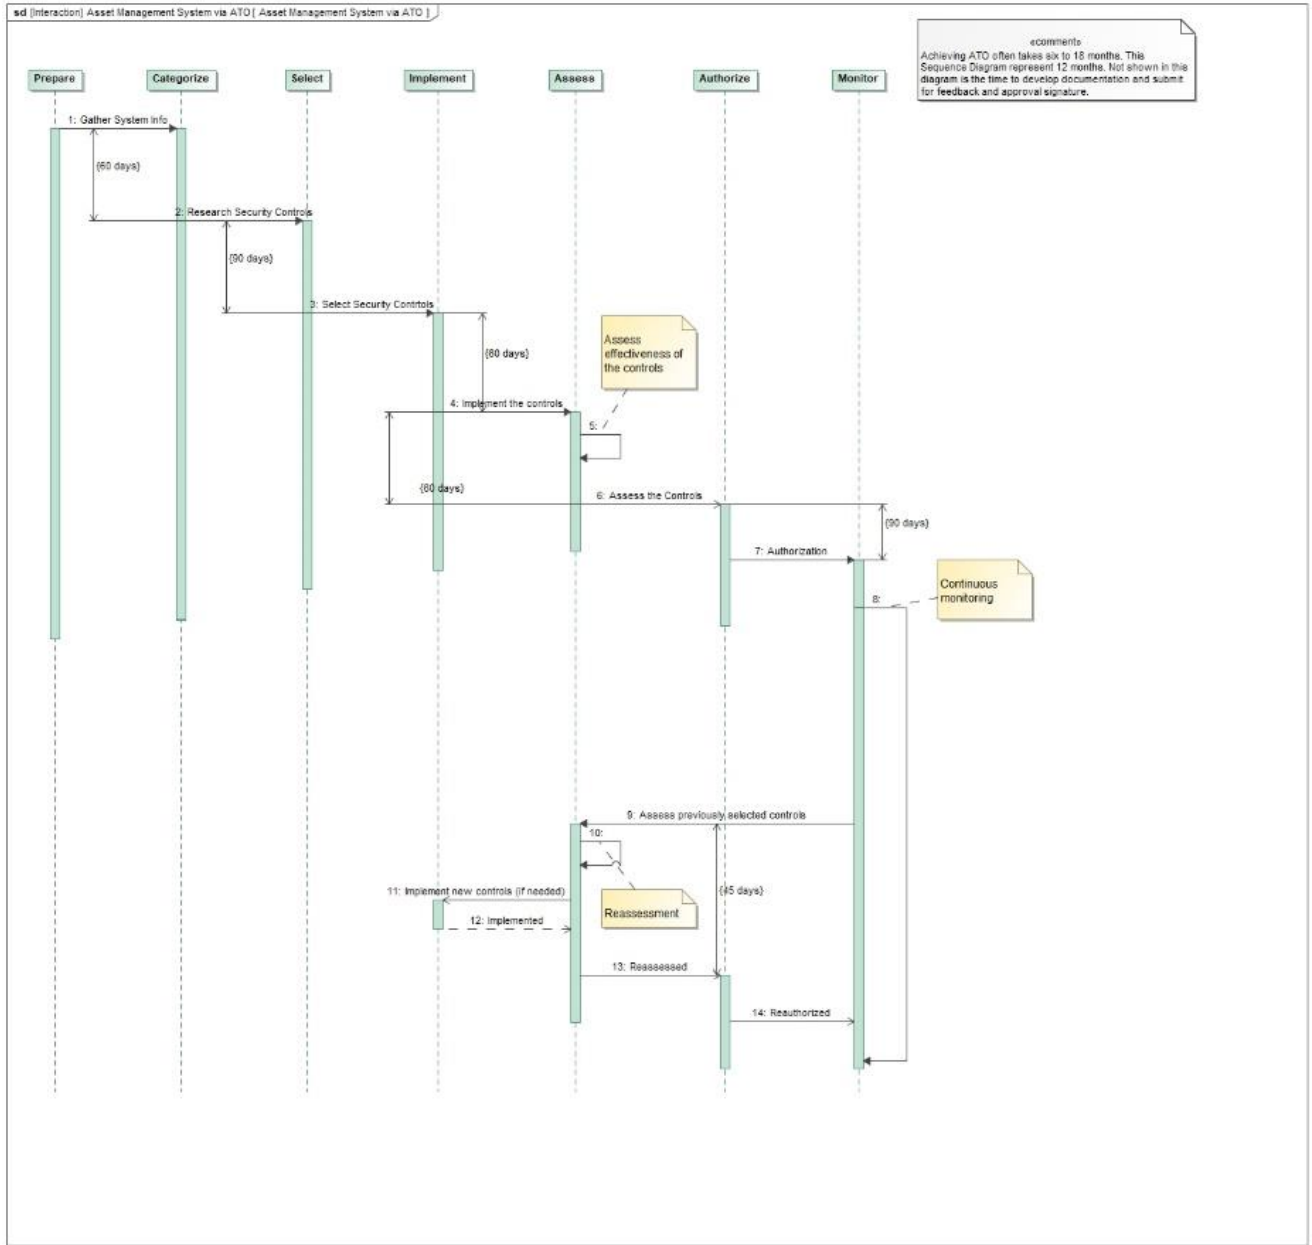 sd [Interaction] Asset Management System via ATO [ Asset Management System via ATO ]
«comment»
Achieving ATO often takes six to 18 months. This
Sequence Diagram represent 12 months. Not shown in this
diagram is the time to develop documentation and submit
for feedback and approval signature.
Prepare
Categorize
Select
Implement
Assess
Authorize
Monitor
1: Gather System Info
{60 days}
2: Research Security Controls
{90 days}
3: Select Security Contrtols
{60 days}
Assess
effectiveness of
the controls
4: Implement the controls
5:
{60 days}
6: Assess the Controls
{90 days}
7: Authorization
Continuous
monitoring
8:
9: Assess previously selected controls
10:
11: Implement new controls (if needed)
{45 days}
Reassessment
12: Implemented
13: Reassessed
14: Reauthorized